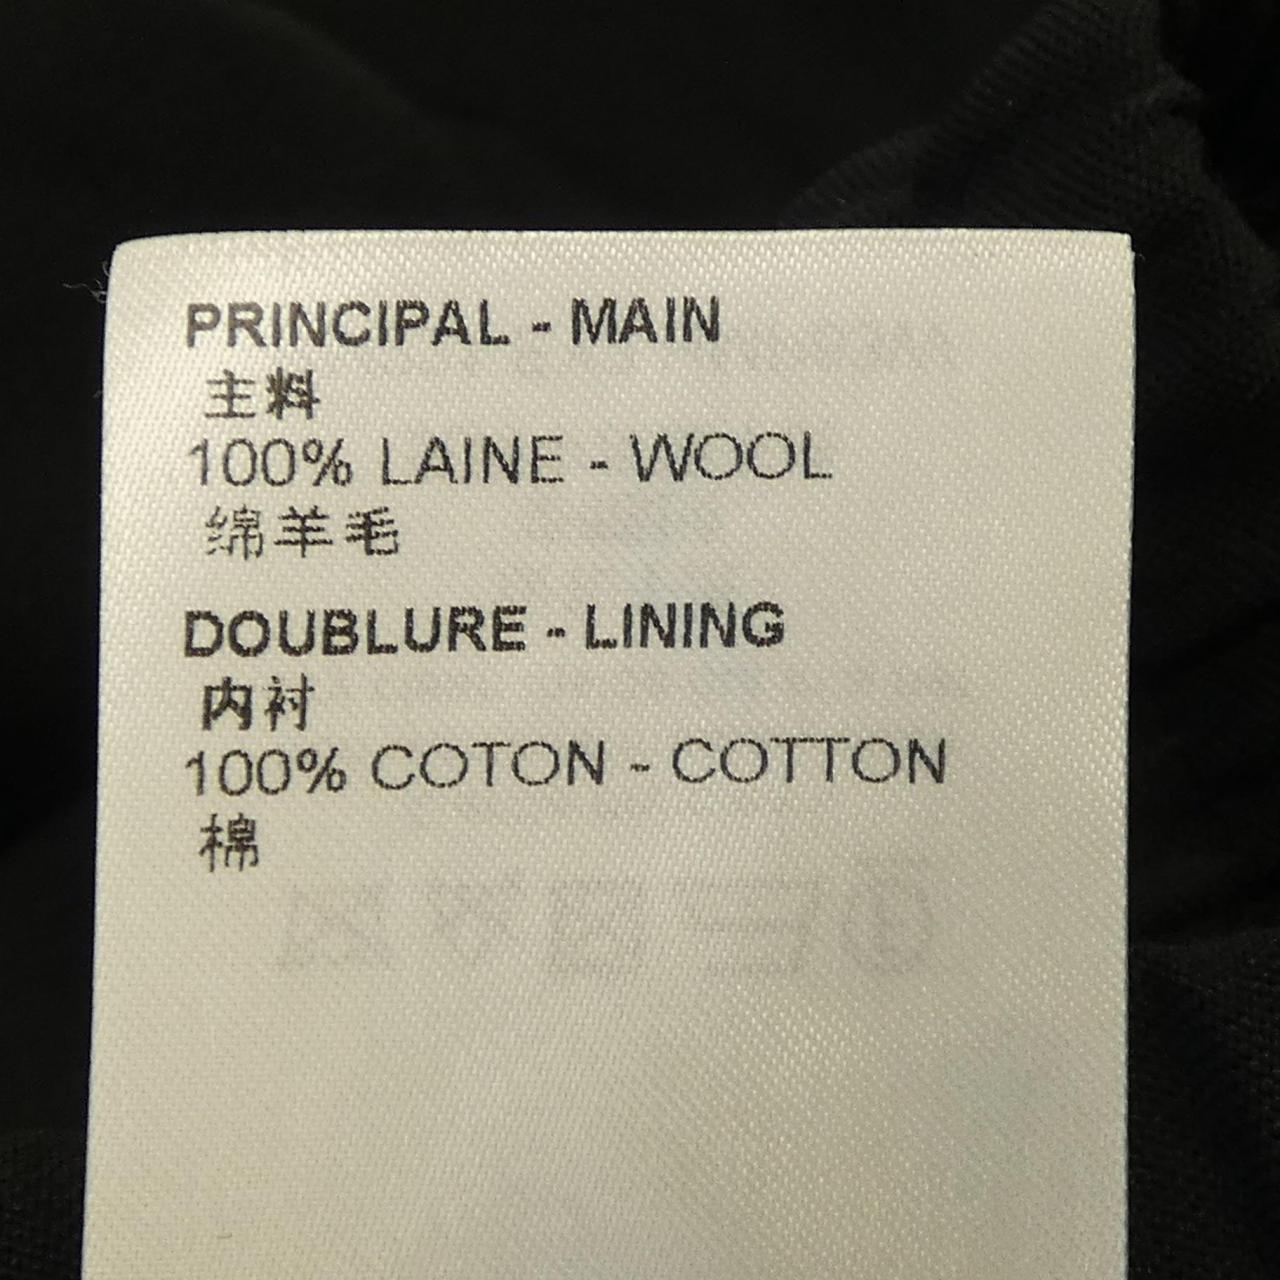 PRINCIPAL - MAIN
主料
100% LAINE - WOOL
绵羊毛
DOUBLURE - LINING
内衬
100% COTON - COTTON
棉